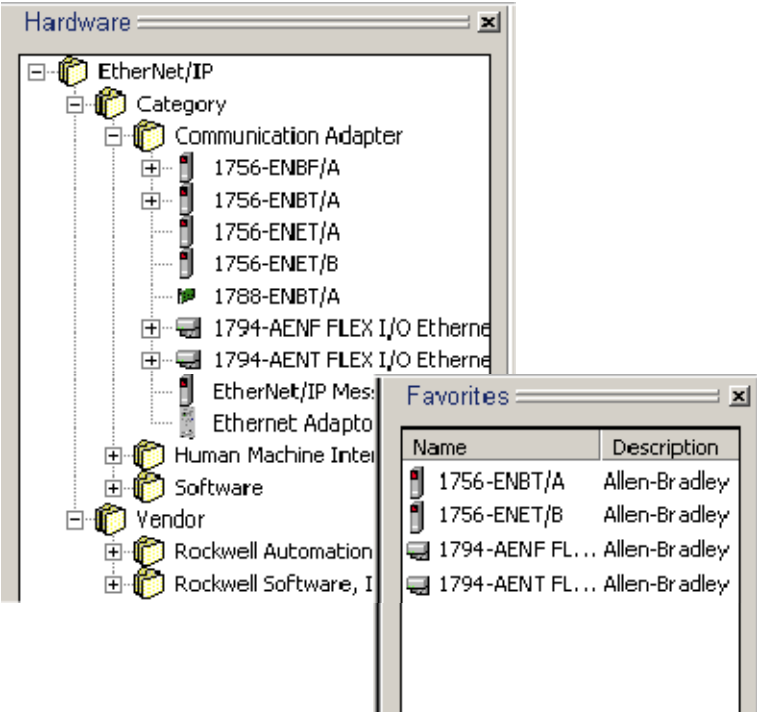 Hardware
EtherNet/IP
Category
Communication Adapter
1756-ENBF/A
1756-ENBT/A
1756-ENET/A
1756-ENET/B
1788-ENBT/A
1794-AENF FLEX I/O Etherne
1794-AENT FLEX I/O Etherne
EtherNet/IP Mes
Ethernet Adapto
Human Machine Inter
Software
Vendor
Rockwell Automation
Rockwell Software, I
Favorites
Name Description
1756-ENBT/A Allen-Bradley
1756-ENET/B Allen-Bradley
1794-AENF FL... Allen-Bradley
1794-AENT FL... Allen-Bradley